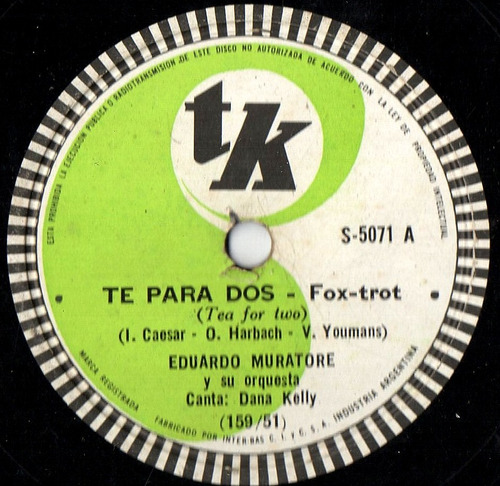 ESTA PROHIBIDA LA EJECUCION PUBLICA O RADIOTRANSMISION DE ESTE DISCO NO AUTORIZADA DE ACUERDO CON LA LEY DE PROPIEDAD INTELECTUAL
tk
S-5071 A
TE PARA DOS - Fox-trot
(Tea for two)
(I. Caesar - O. Harbach - V. Youmans)
EDUARDO MURATORE
y su orquesta
Canta: Dana Kelly
(159/51)
MARCA REGISTRADA
FABRICADO POR INTER-BAS C. I. y C. S. A. INDUSTRIA ARGENTINA